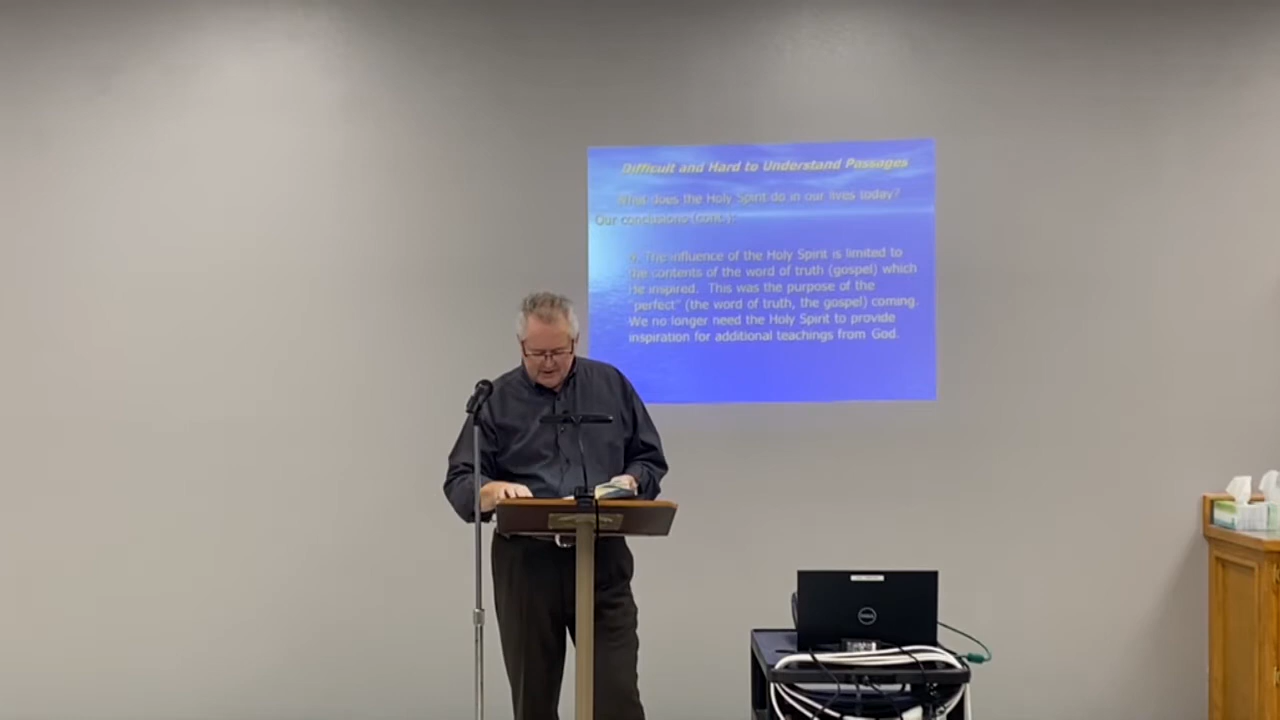 Difficult and Hard to Understand Passages
What does the Holy Spirit do in our lives today?
Our conclusions (cont.):
The influence of the Holy Spirit is limited to
the contents of the word of truth (gospel) which
He inspired. This was the purpose of the
"perfect" (the word of truth, the gospel) coming.
We no longer need the Holy Spirit to provide
inspiration for additional teachings from God.
DELL